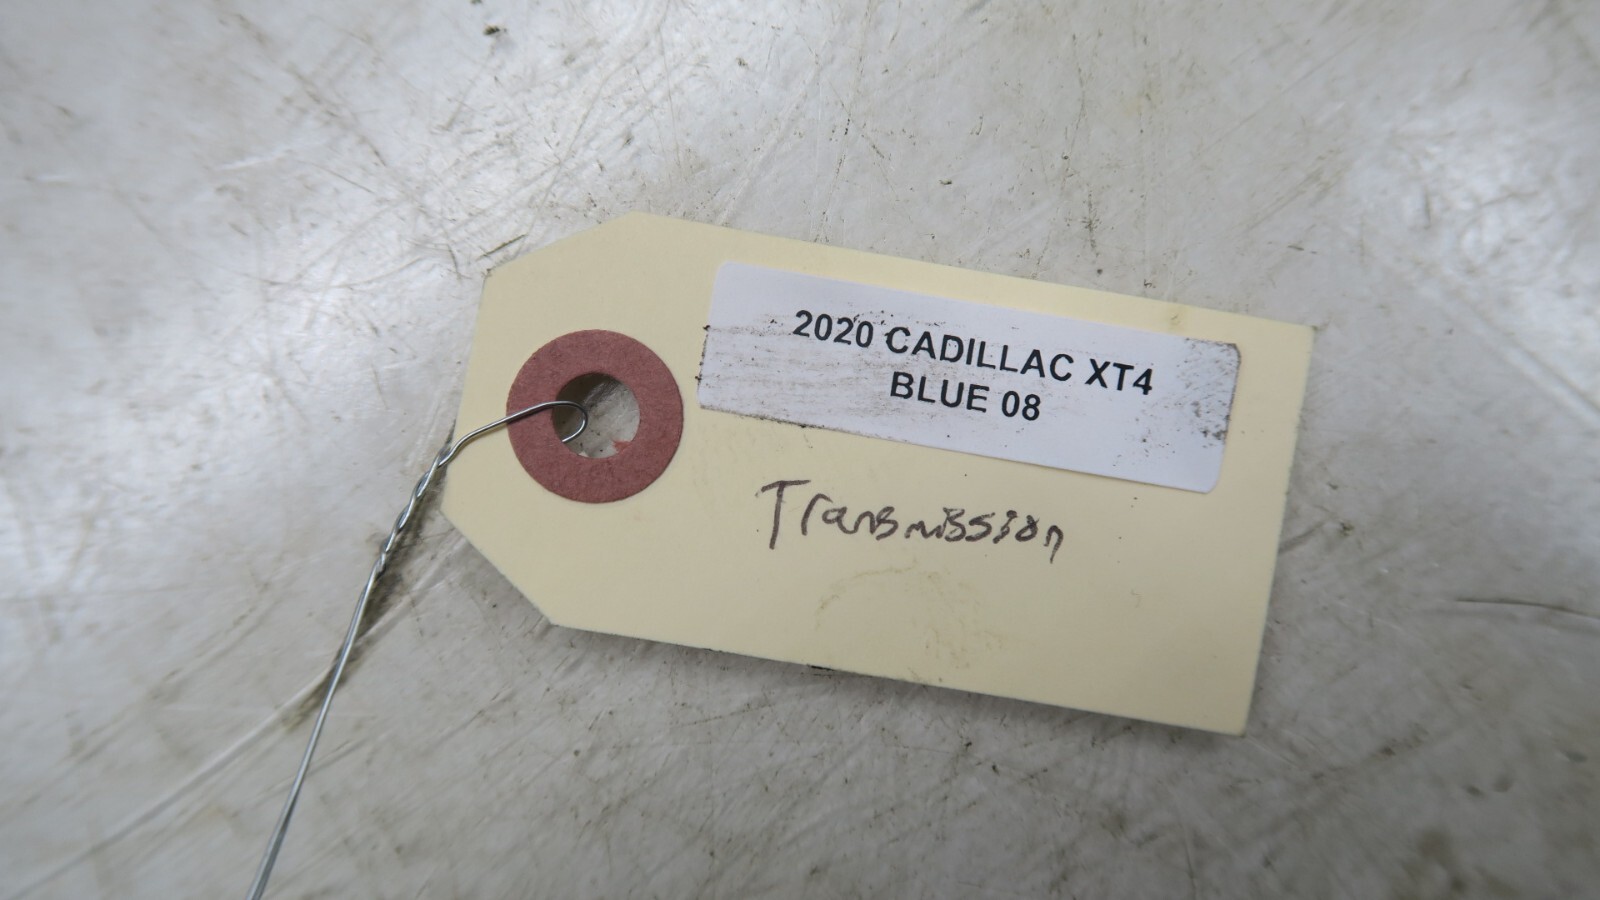 2020 CADILLAC XT4
BLUE 08
Transmission